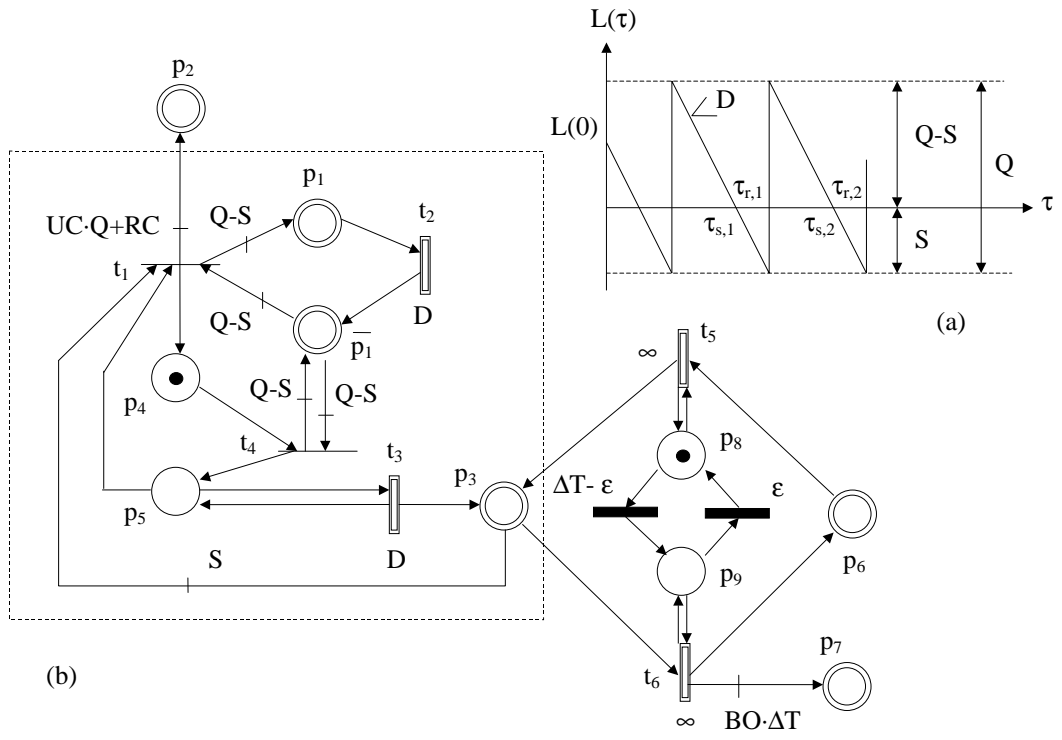 L(τ)
p₂
D
L(0)
Q-S
Q
p₁
τr,1
τr,2
t₂
Q-S
τ
UC·Q+RC
τs,1
τs,2
S
t₁
Q-S
D
(a)
p̅₁
t₅
∞
Q-S
Q-S
p₄
p₈
t₄
t₃
p₃
ΔT- ε
ε
p₅
S
D
p₉
p₆
p₇
(b)
t₆
BO·ΔT
∞